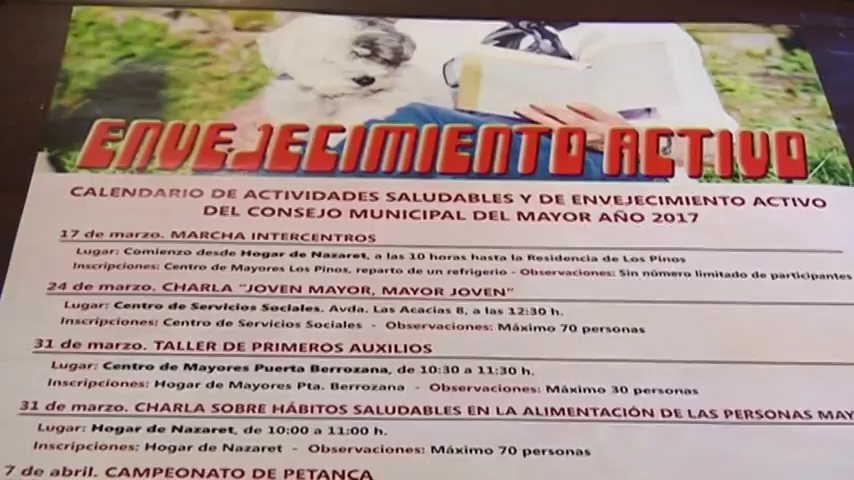 ENVEJECIMIENTO ACTIVO
CALENDARIO DE ACTIVIDADES SALUDABLES Y DE ENVEJECIMIENTO ACTIVO
DEL CONSEJO MUNICIPAL DEL MAYOR AÑO 2017
17 de marzo. MARCHA INTERCENTROS
Lugar: Comienzo desde Hogar de Nazaret, a las 10 horas hasta la Residencia de Los Pinos
Inscripciones: Centro de Mayores Los Pinos, reparto de un refrigerio - Observaciones: Sin número limitado de participantes
24 de marzo. CHARLA "JOVEN MAYOR, MAYOR JOVEN"
Lugar: Centro de Servicios Sociales. Avda. Las Acacias 8, a las 12:30 h.
Inscripciones: Centro de Servicios Sociales - Observaciones: Máximo 70 personas
31 de marzo. TALLER DE PRIMEROS AUXILIOS
Lugar: Centro de Mayores Puerta Berrozana, de 10:30 a 11:30 h.
Inscripciones: Hogar de Mayores Pta. Berrozana - Observaciones: Máximo 30 personas
31 de marzo. CHARLA SOBRE HÁBITOS SALUDABLES EN LA ALIMENTACIÓN DE LAS PERSONAS MAY
Lugar: Hogar de Nazaret, de 10:00 a 11:00 h.
Inscripciones: Hogar de Nazaret - Observaciones: Máximo 70 personas
7 de abril. CAMPEONATO DE PETANCA